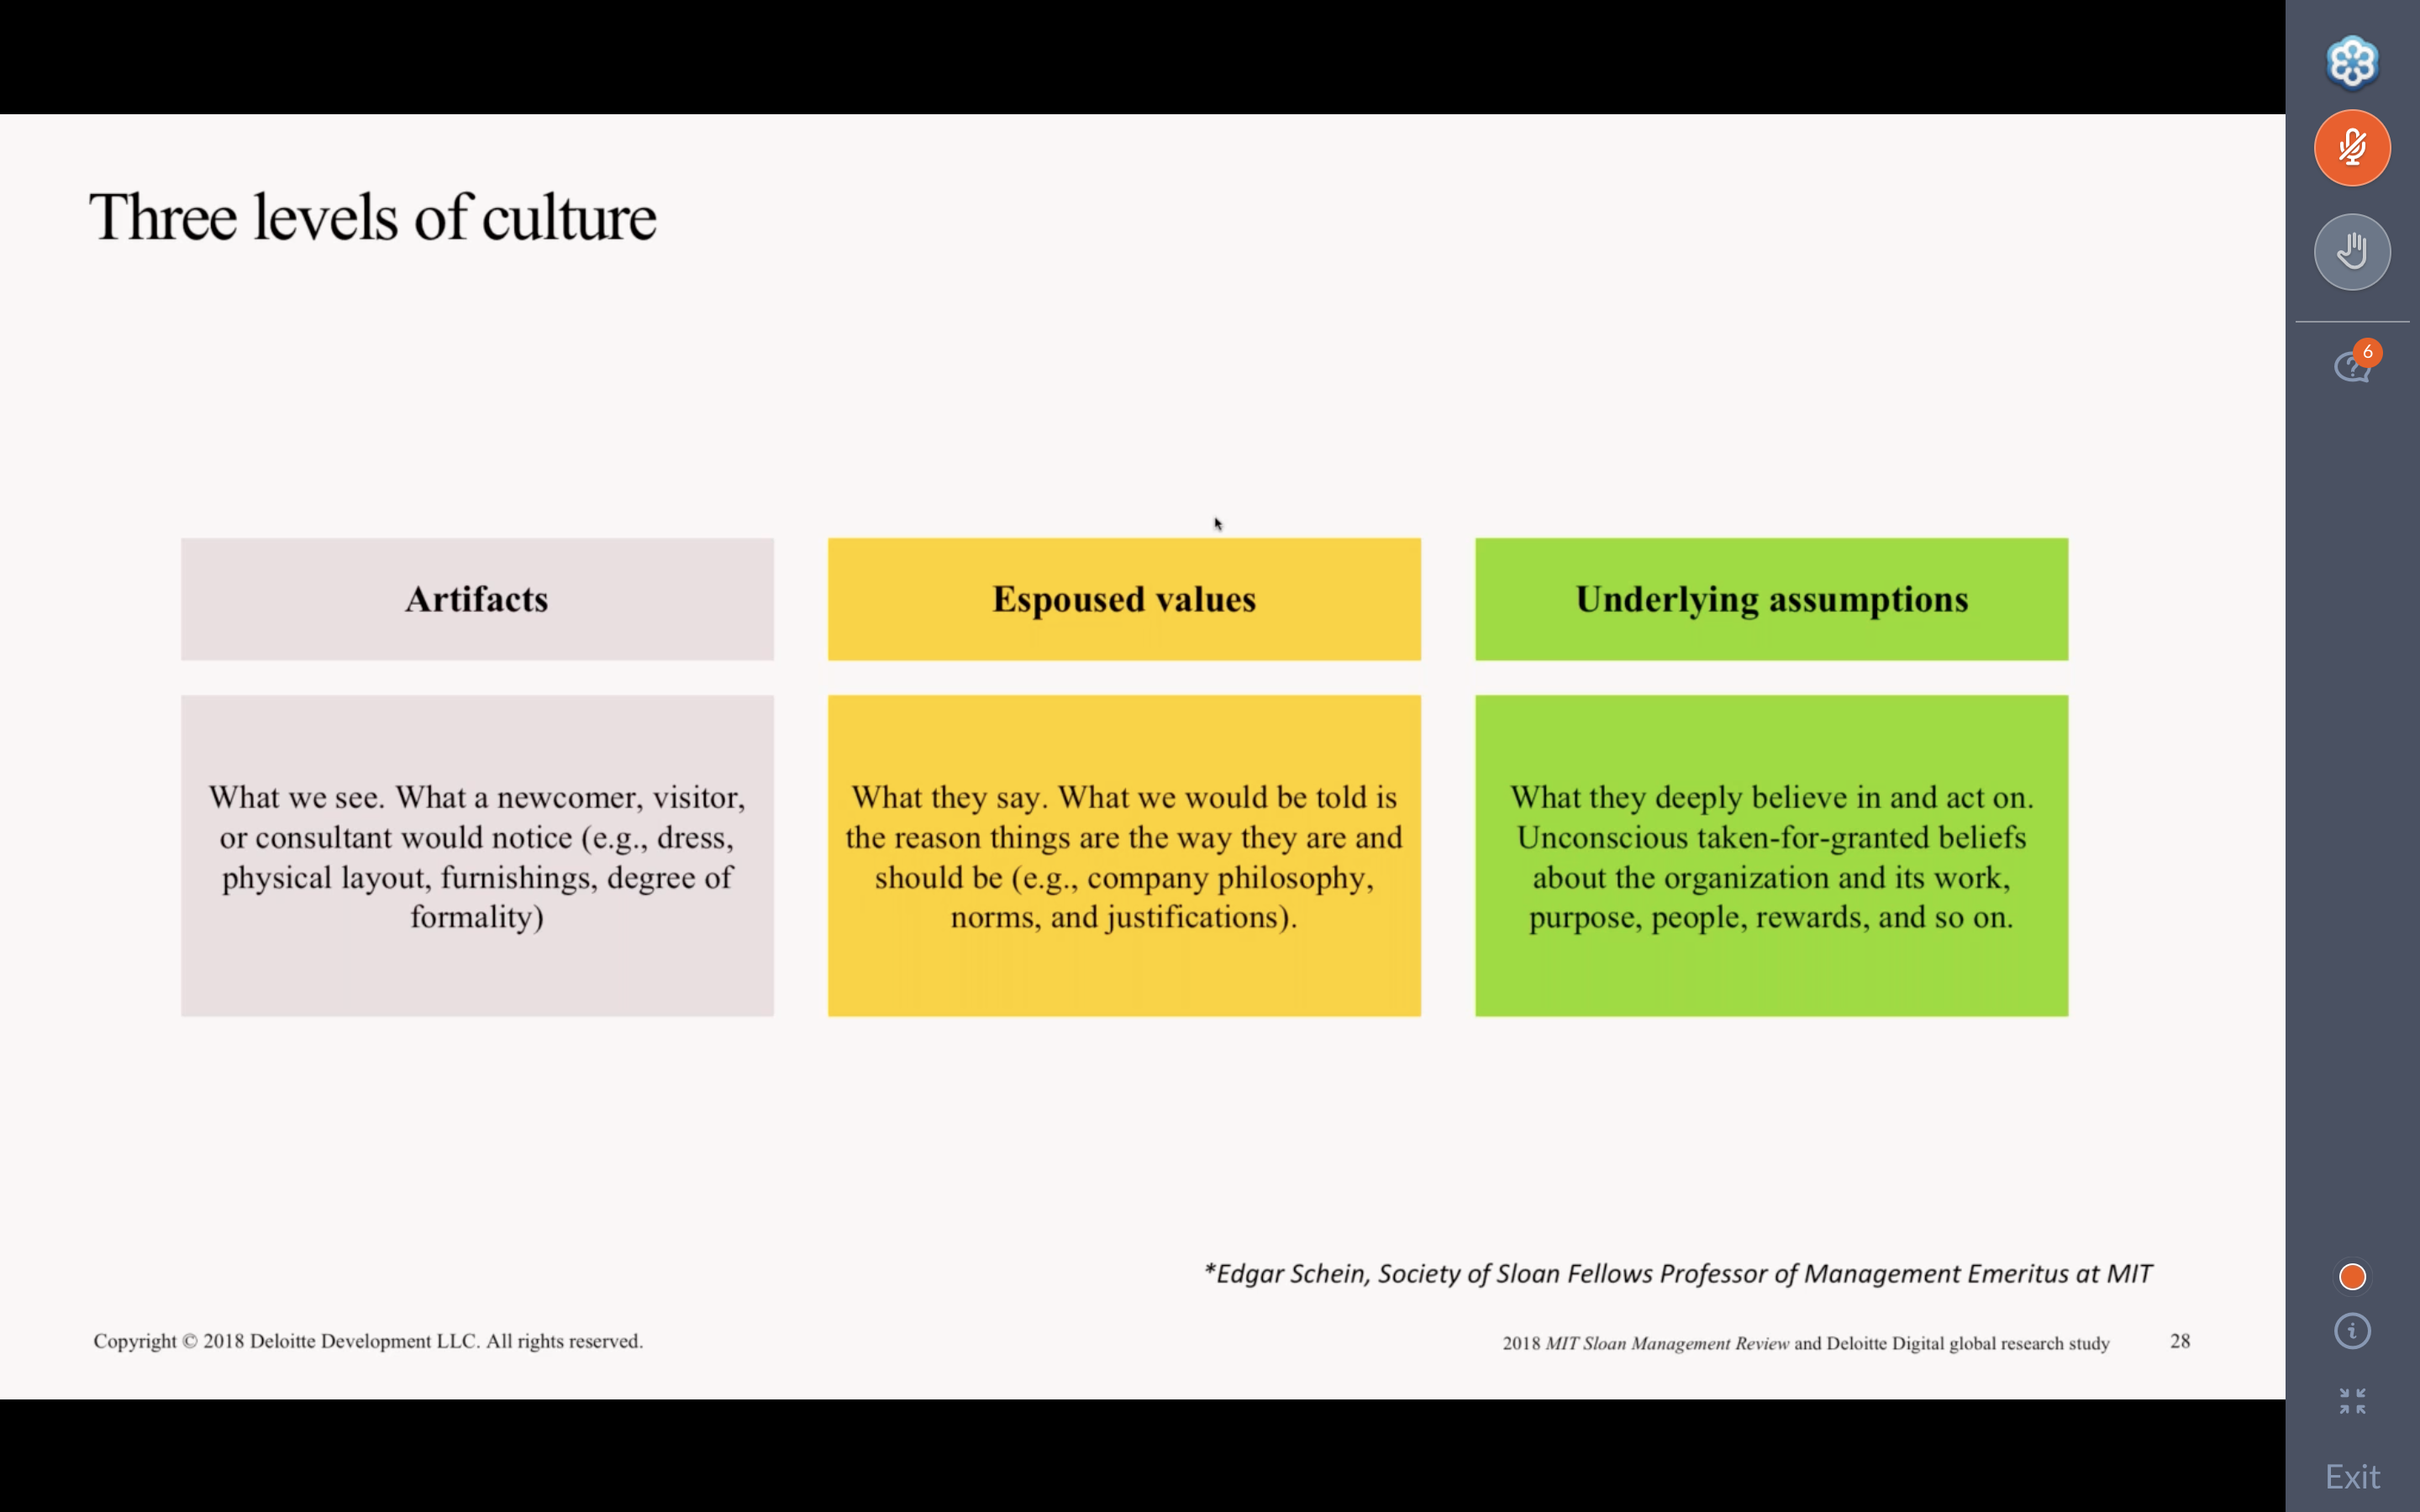 Three levels of culture
Artifacts
What we see. What a newcomer, visitor,
or consultant would notice (e.g., dress,
physical layout, furnishings, degree of
formality)
Espoused values
What they say. What we would be told is
the reason things are the way they are and
should be (e.g., company philosophy,
norms, and justifications).
Underlying assumptions
What they deeply believe in and act on.
Unconscious taken-for-granted beliefs
about the organization and its work,
purpose, people, rewards, and so on.
*Edgar Schein, Society of Sloan Fellows Professor of Management Emeritus at MIT
Copyright © 2018 Deloitte Development LLC. All rights reserved.
2018 MIT Sloan Management Review and Deloitte Digital global research study
28
6
Exit